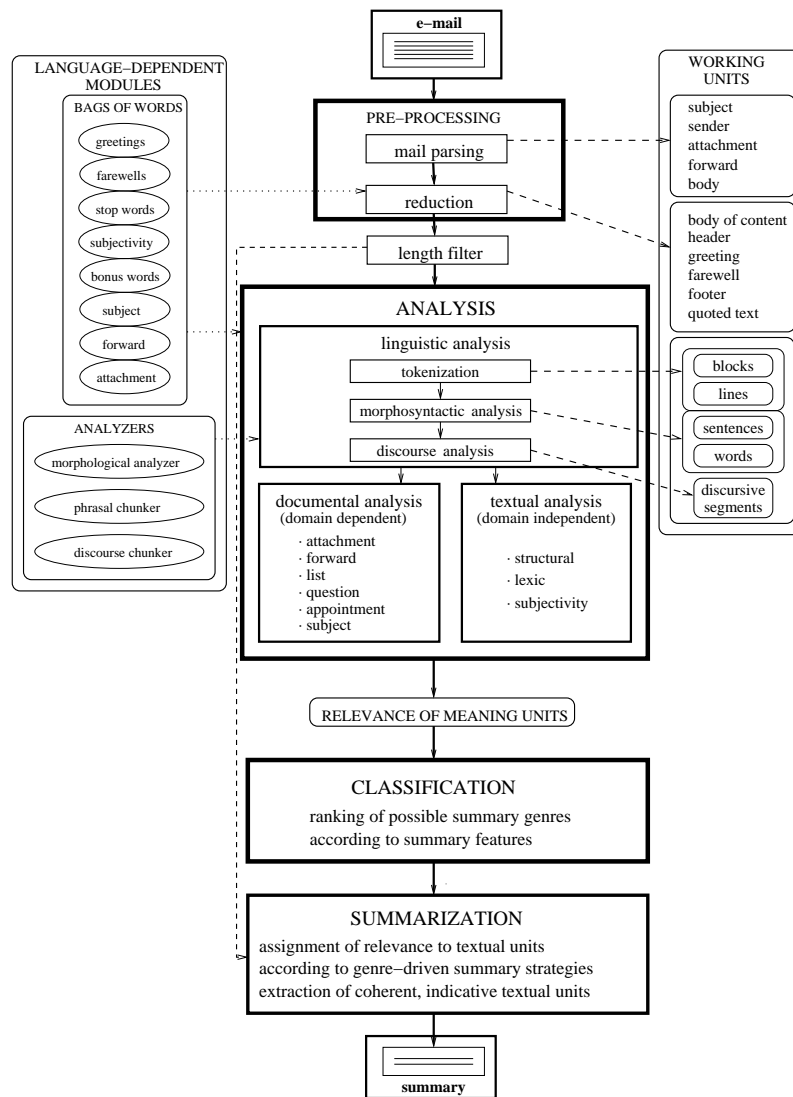 e-mail
LANGUAGE-DEPENDENT
MODULES
BAGS OF WORDS
greetings
farewells
stop words
subjectivity
bonus words
subject
forward
attachment
ANALYZERS
morphological analyzer
phrasal chunker
discourse chunker
PRE-PROCESSING
mail parsing
reduction
length filter
ANALYSIS
linguistic analysis
tokenization
morphosyntactic analysis
discourse analysis
documental analysis
(domain dependent)
· attachment
· forward
· list
· question
· appointment
· subject
textual analysis
(domain independent)
· structural
· lexic
· subjectivity
WORKING
UNITS
subject
sender
attachment
forward
body
body of content
header
greeting
farewell
footer
quoted text
blocks
lines
sentences
words
discursive
segments
RELEVANCE OF MEANING UNITS
CLASSIFICATION
ranking of possible summary genres
according to summary features
SUMMARIZATION
assignment of relevance to textual units
according to genre-driven summary strategies
extraction of coherent, indicative textual units
summary